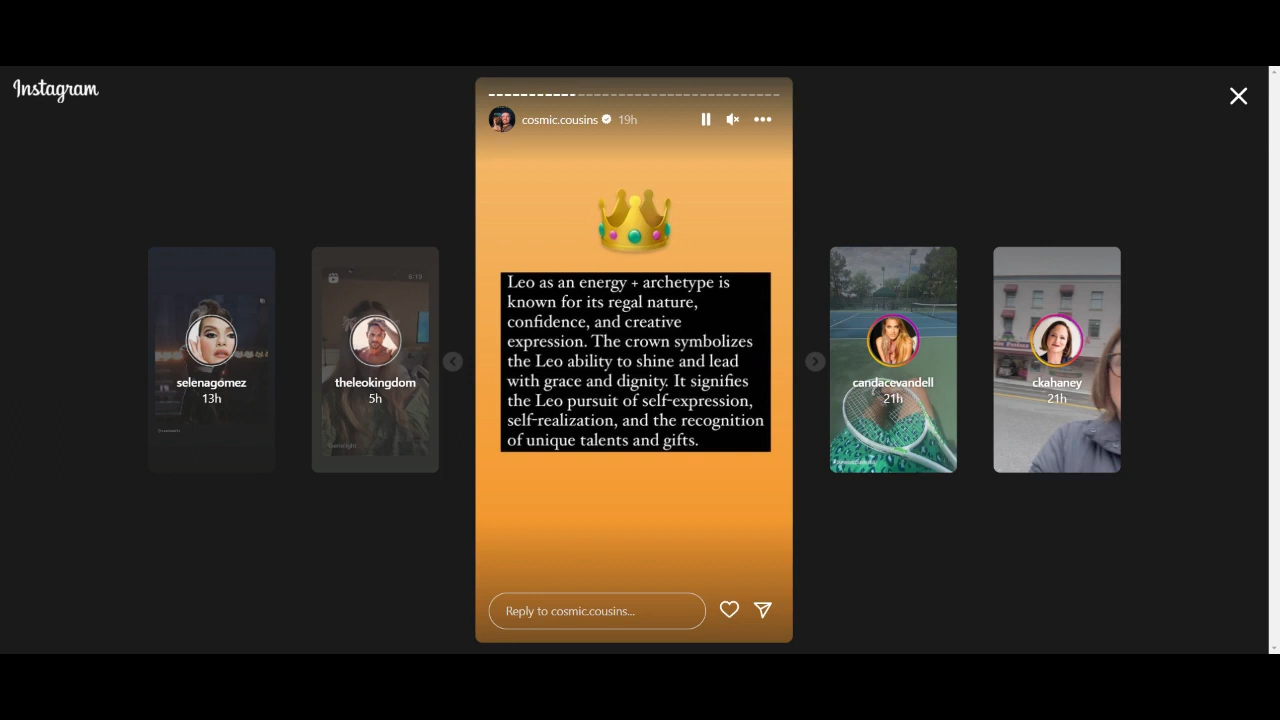 Instagram
cosmic.cousins 19h
Leo as an energy + archetype is
known for its regal nature,
confidence, and creative
expression. The crown symbolizes
the Leo ability to shine and lead
with grace and dignity. It signifies
the Leo pursuit of self-expression,
self-realization, and the recognition
of unique talents and gifts.
Reply to cosmic.cousins...
selenagomez
13h
theleokingdom
5h
candacevandell
21h
ckahaney
21h